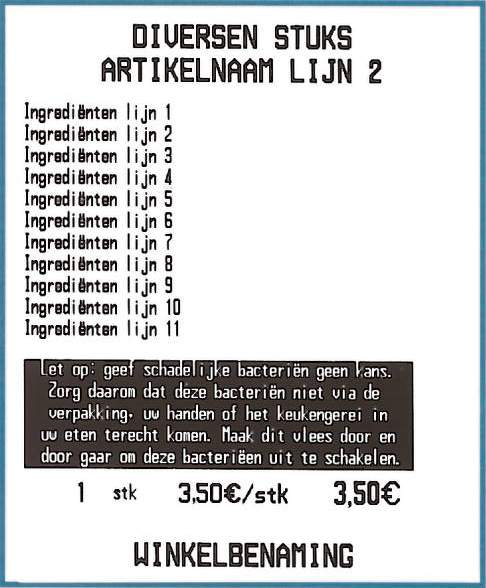 DIVERSEN STUKS
ARTIKELNAAM LIJN 2
Ingrediënten lijn 1
Ingrediënten lijn 2
Ingrediënten lijn 3
Ingrediënten lijn 4
Ingrediënten lijn 5
Ingrediënten lijn 6
Ingrediënten lijn 7
Ingrediënten lijn 8
Ingrediënten lijn 9
Ingrediënten lijn 10
Ingrediënten lijn 11
Let op: geef schadelijke bacteriën geen kans.
Zorg daarom dat deze bacteriën niet via de
verpakking, uw handen of het keukengerei in
uw eten terecht komen. Maak dit vlees door en
door gaar om deze bacterieën uit te schakelen.
1 stk 3,50€/stk 3,50€
WINKELBENAMING